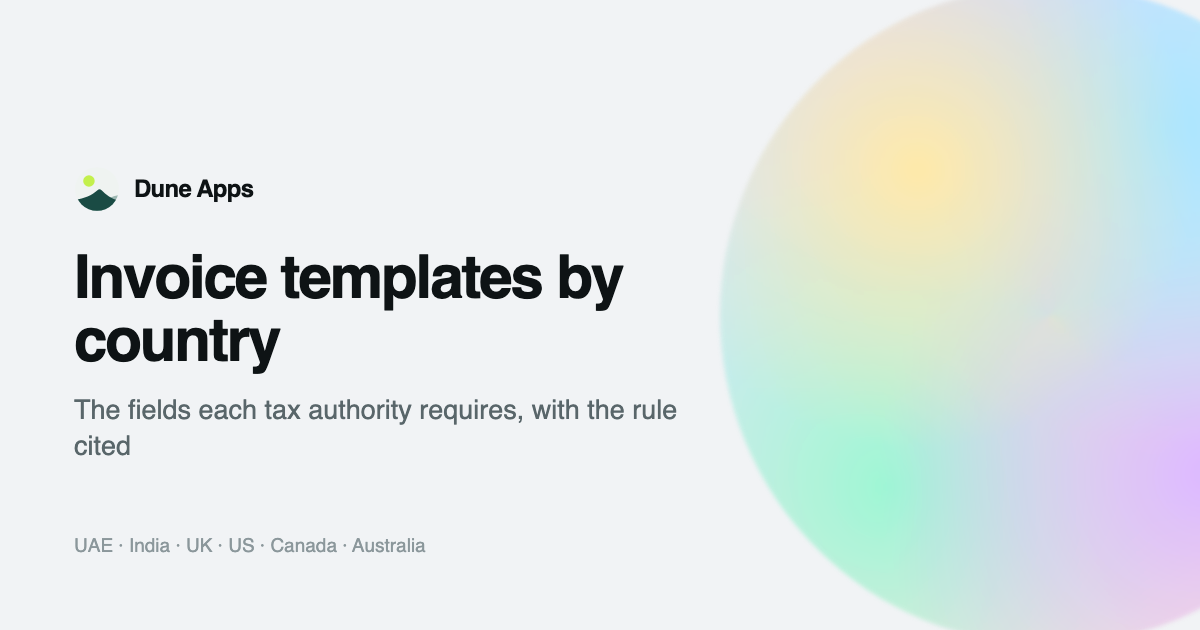 Dune Apps
Invoice templates by
country
The fields each tax authority requires, with the rule
cited
UAE · India · UK · US · Canada · Australia